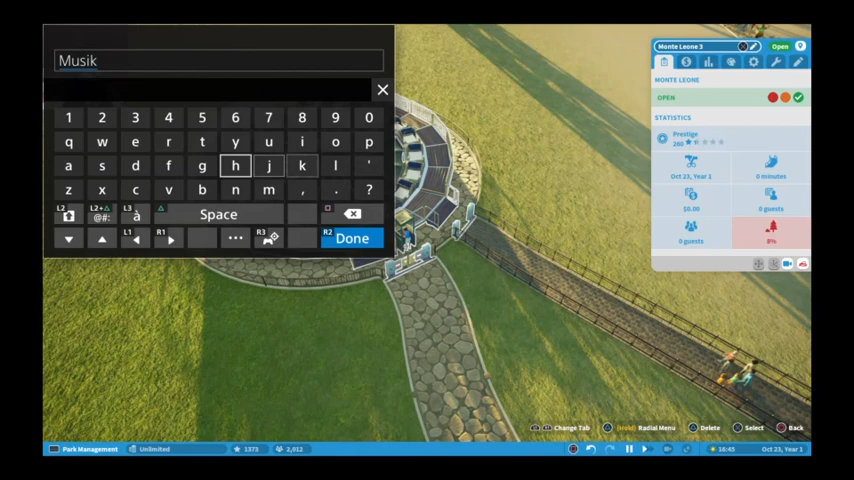 Musik
1 2 3 4 5 6 7 8 9 0
q w e r t y u i o p
a s d f g h j k l '
z x c v b n m , . ?
L2 L2+△ @#: L3 à △ Space □
L1 R1 ... R3 R2 Done
Monte Leone 3 Open
MONTE LEONE
OPEN
STATISTICS
Prestige
260
Oct 23, Year 1 0 minutes
$0.00 0 guests
0 guests 8%
Change Tab (Hold) Radial Menu Delete Select Back
Park Management Unlimited 1373 2,012 16:45 Oct 23, Year 1